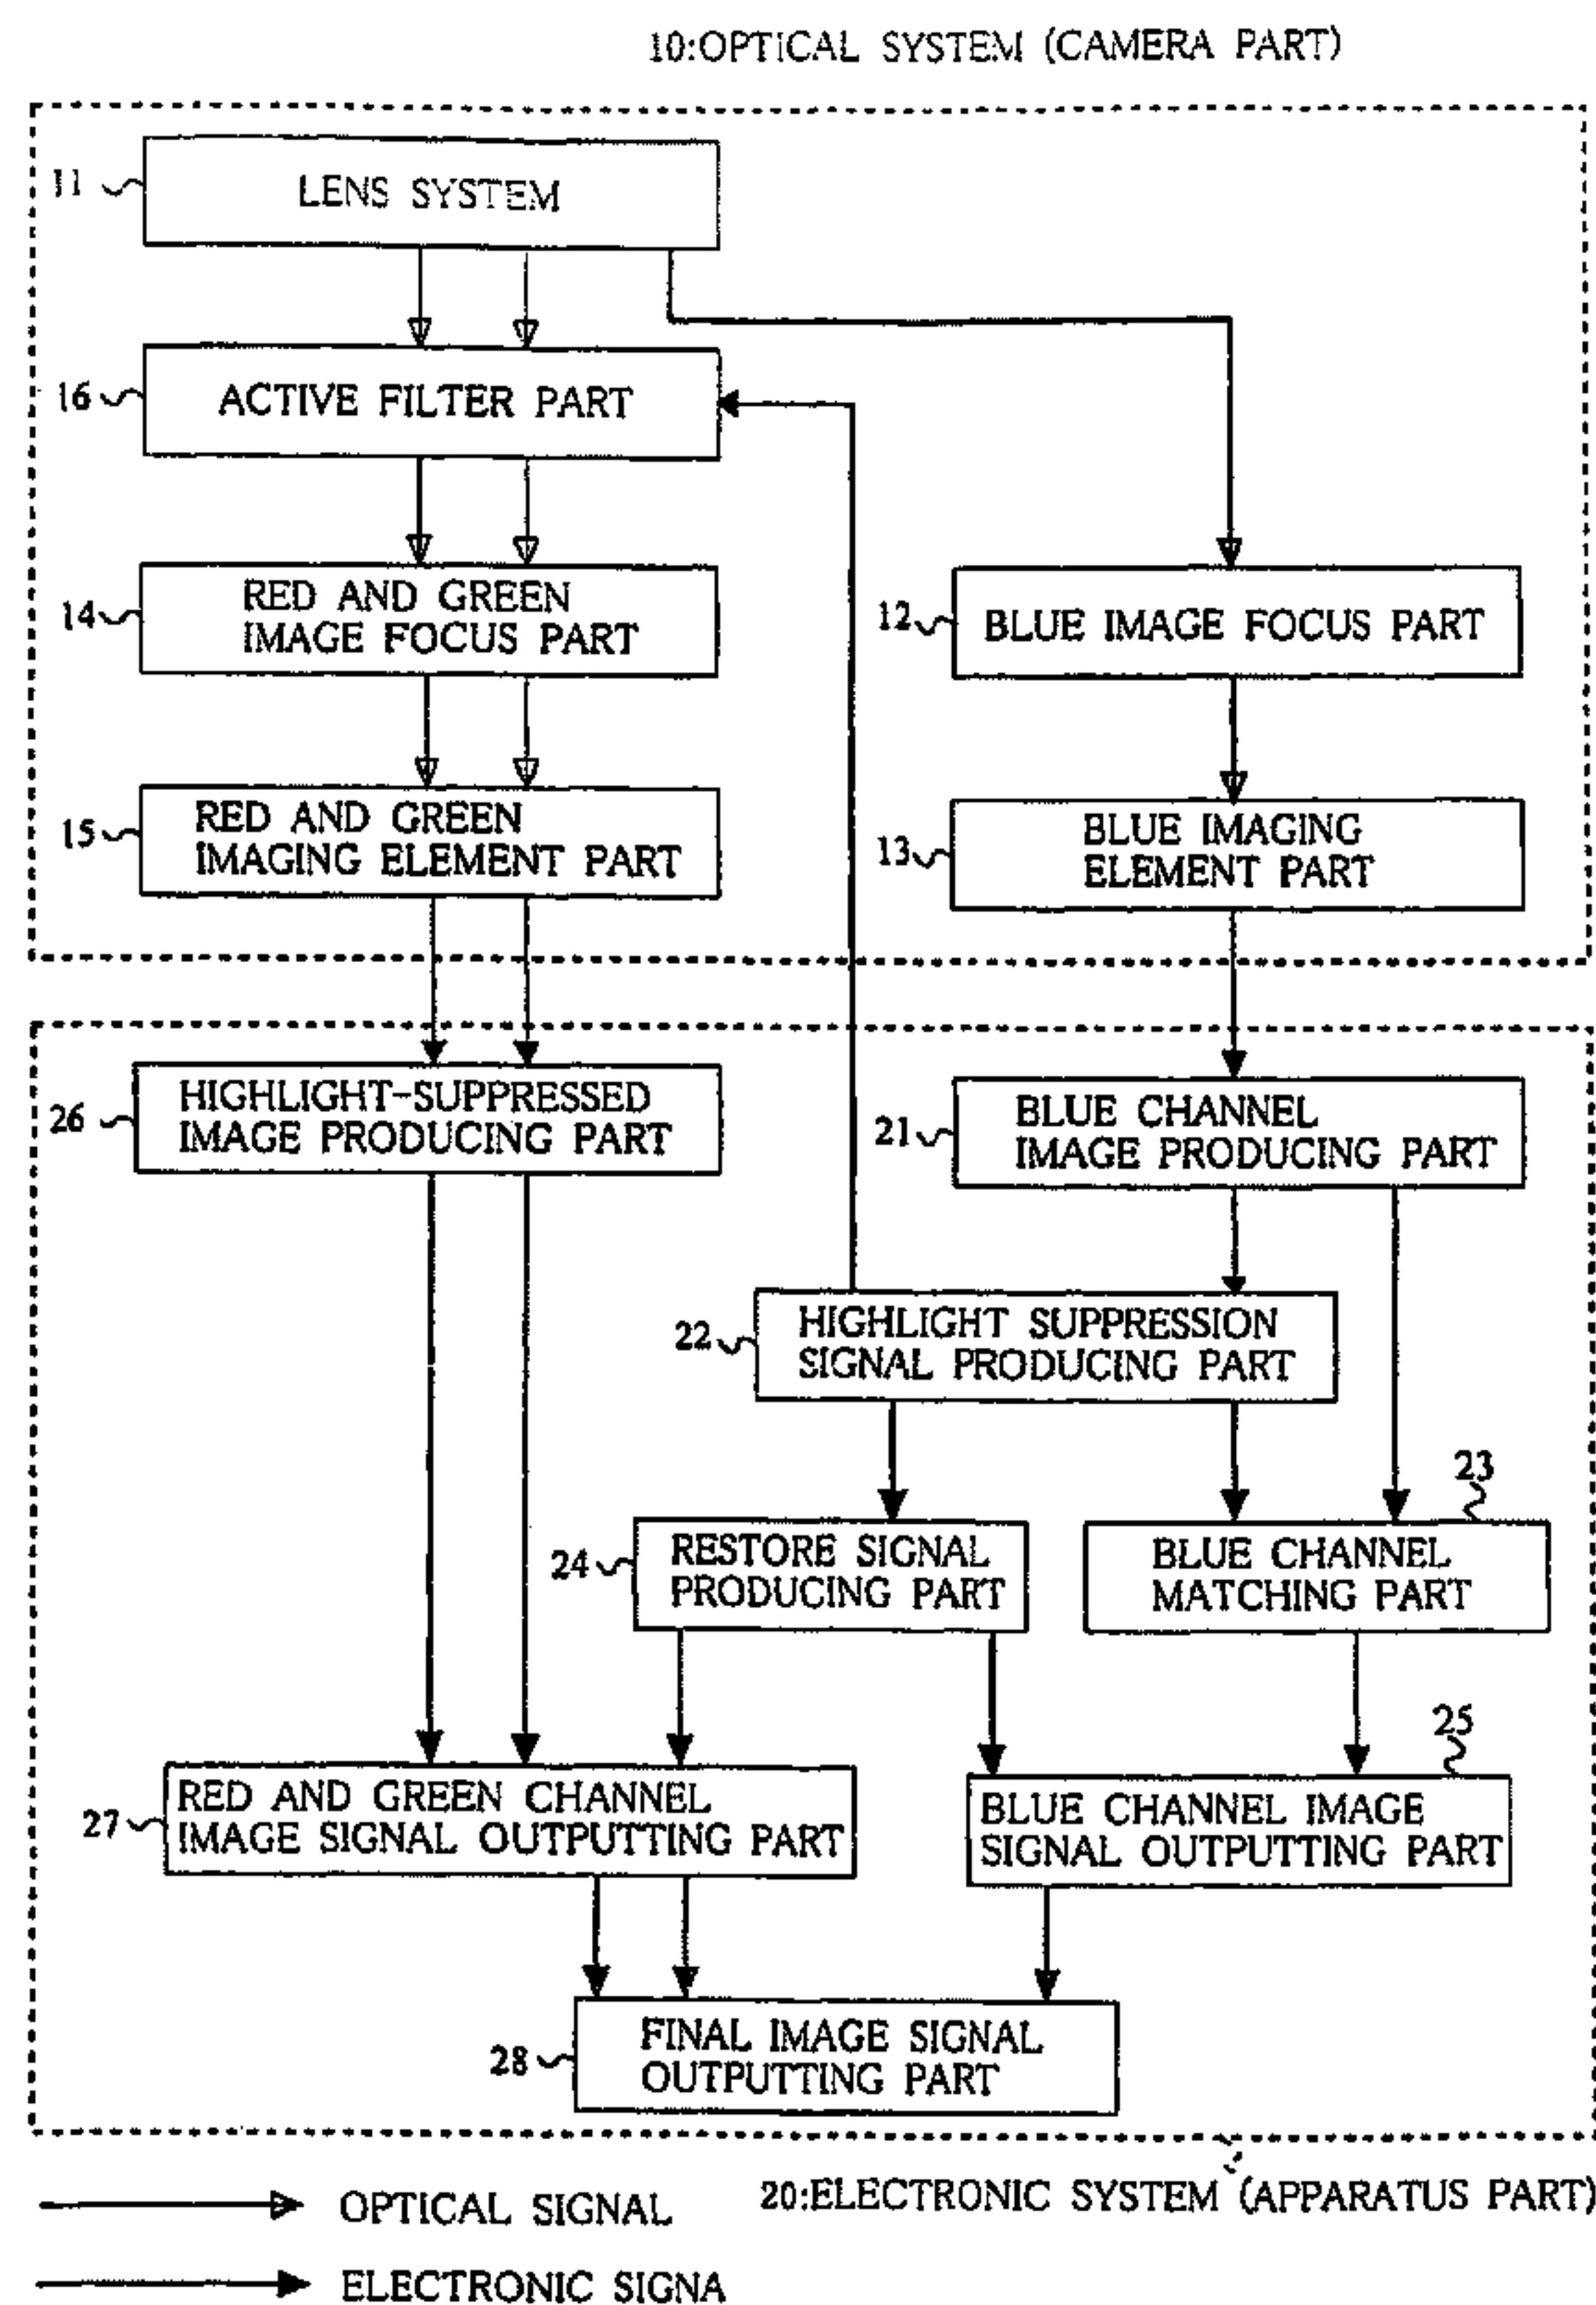 10:OPTICAL SYSTEM (CAMERA PART)
11
LENS SYSTEM
16
ACTIVE FILTER PART
14
RED AND GREEN
IMAGE FOCUS PART
12
BLUE IMAGE FOCUS PART
15
RED AND GREEN
IMAGING ELEMENT PART
13
BLUE IMAGING
ELEMENT PART
26
HIGHLIGHT-SUPPRESSED
IMAGE PRODUCING PART
21
BLUE CHANNEL
IMAGE PRODUCING PART
22
HIGHLIGHT SUPPRESSION
SIGNAL PRODUCING PART
23
24
RESTORE SIGNAL
PRODUCING PART
BLUE CHANNEL
MATCHING PART
25
27
RED AND GREEN CHANNEL
IMAGE SIGNAL OUTPUTTING PART
BLUE CHANNEL IMAGE
SIGNAL OUTPUTTING PART
28
FINAL IMAGE SIGNAL
OUTPUTTING PART
OPTICAL SIGNAL
20:ELECTRONIC SYSTEM (APPARATUS PART)
ELECTRONIC SIGNA